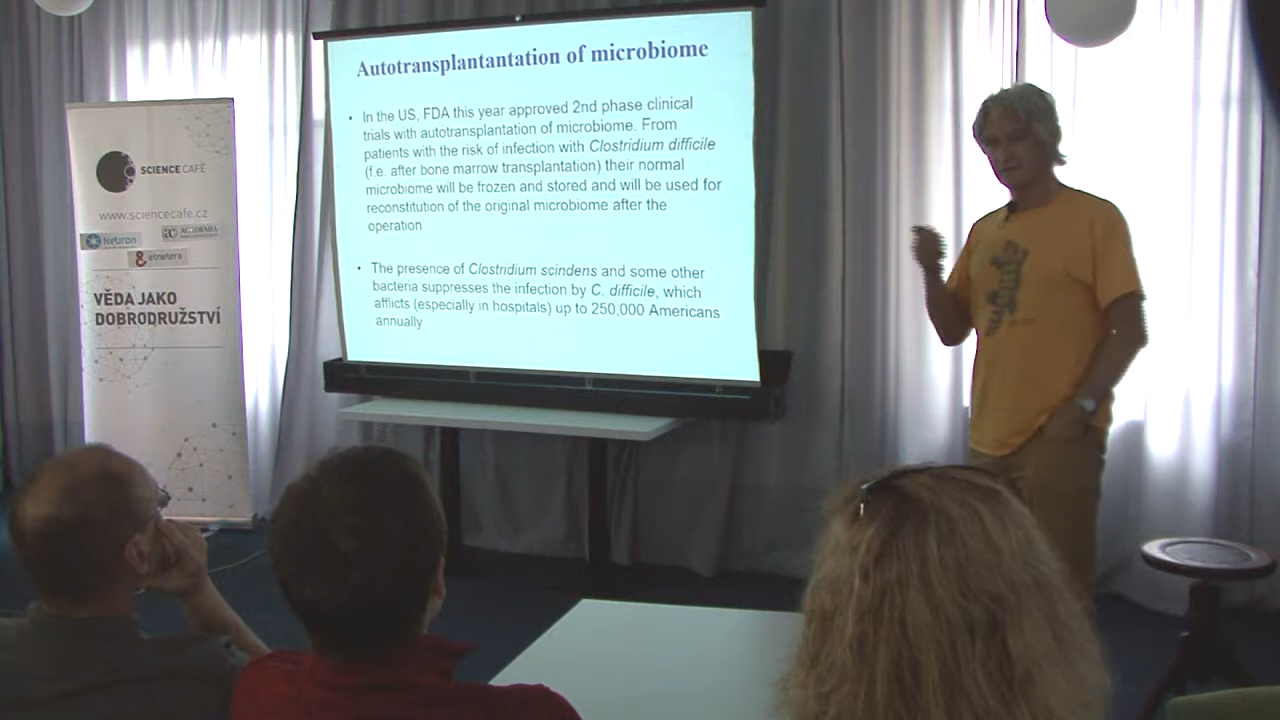 SCIENCE CAFÉ
www.sciencecafe.cz
Neuron
ACADEMIA
etnetera
VĚDA JAKO
DOBRODRUŽSTVÍ
Autotransplantantation of microbiome
• In the US, FDA this year approved 2nd phase clinical
trials with autotransplantation of microbiome. From
patients with the risk of infection with Clostridium difficile
(f.e. after bone marrow transplantation) their normal
microbiome will be frozen and stored and will be used for
reconstitution of the original microbiome after the
operation
• The presence of Clostridium scindens and some other
bacteria suppresses the infection by C. difficile, which
afflicts (especially in hospitals) up to 250,000 Americans
annually